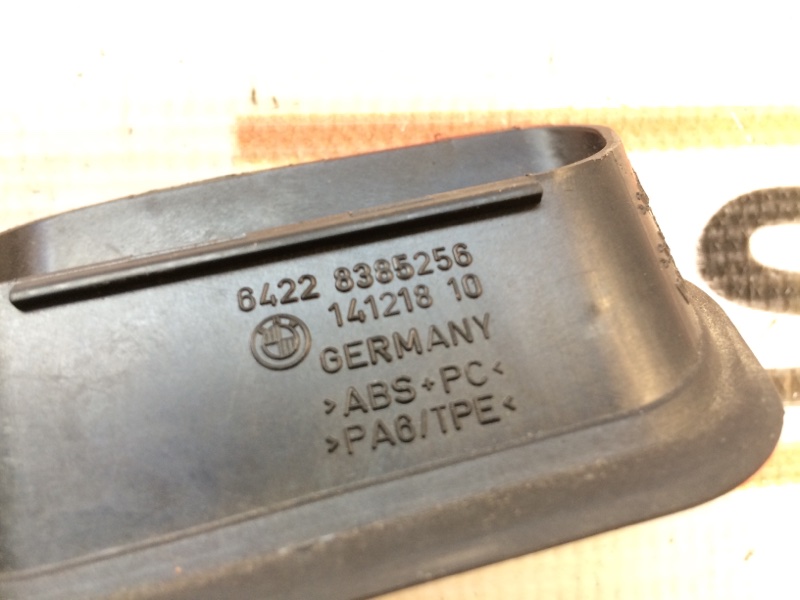 6422 8385256
141218 10
GERMANY
>ABS+PC<
>PA6/TPE<